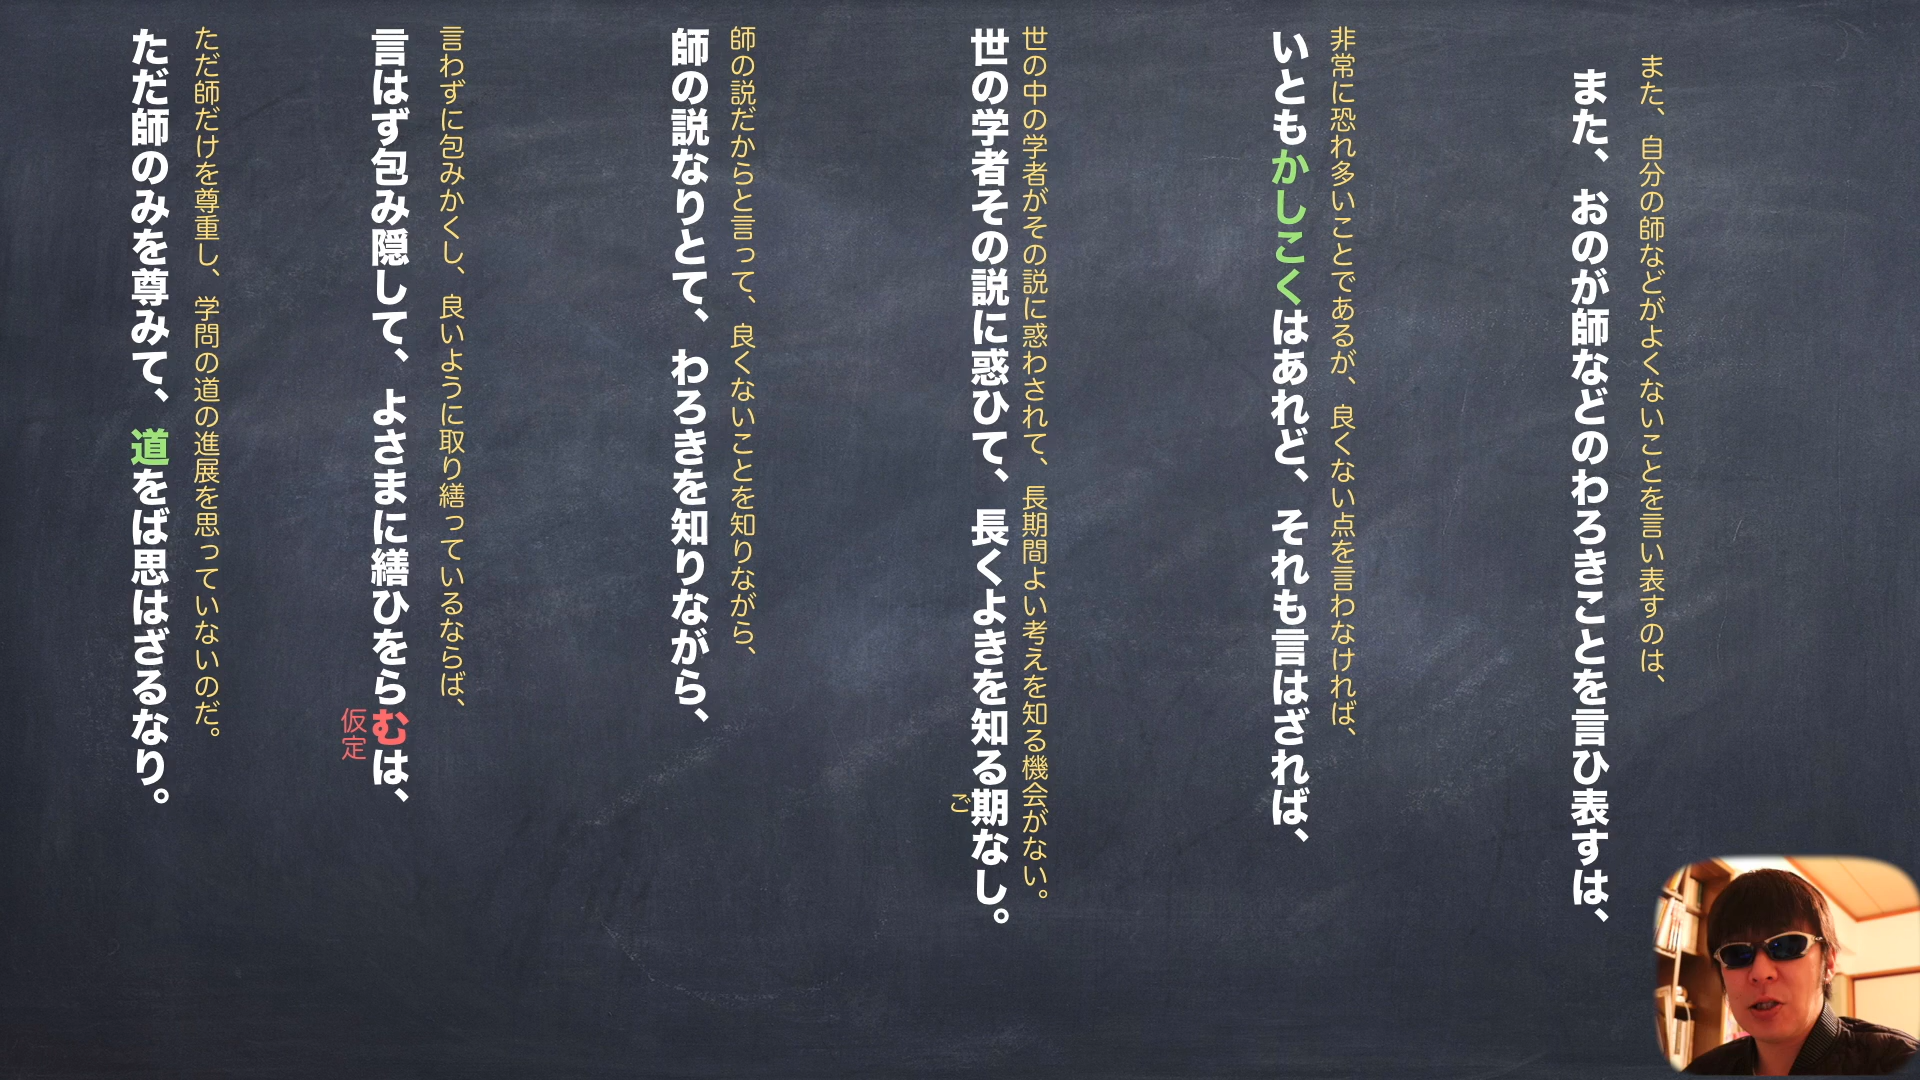 また、自分の師などがよくないことを言い表すのは、
また、おのが師などのわろきことを言ひ表すは、
非常に恐れ多いことであるが、良くない点を言わなければ、
いともかしこくはあれど、それも言はざれば、
世の中の学者がその説に惑わされて、長期間よい考えを知る機会がない。
世の学者その説に惑ひて、長くよきを知る期なし。
ご
師の説だからと言って、良くないことを知りながら、
師の説なりとて、わろきを知りながら、
言わずに包みかくし、良いように取り繕っているならば、
言はず包み隠して、よさまに繕ひをらむは、
仮定
ただ師だけを尊重し、学問の道の進展を思っていないのだ。
ただ師のみを尊みて、道をば思はざるなり。